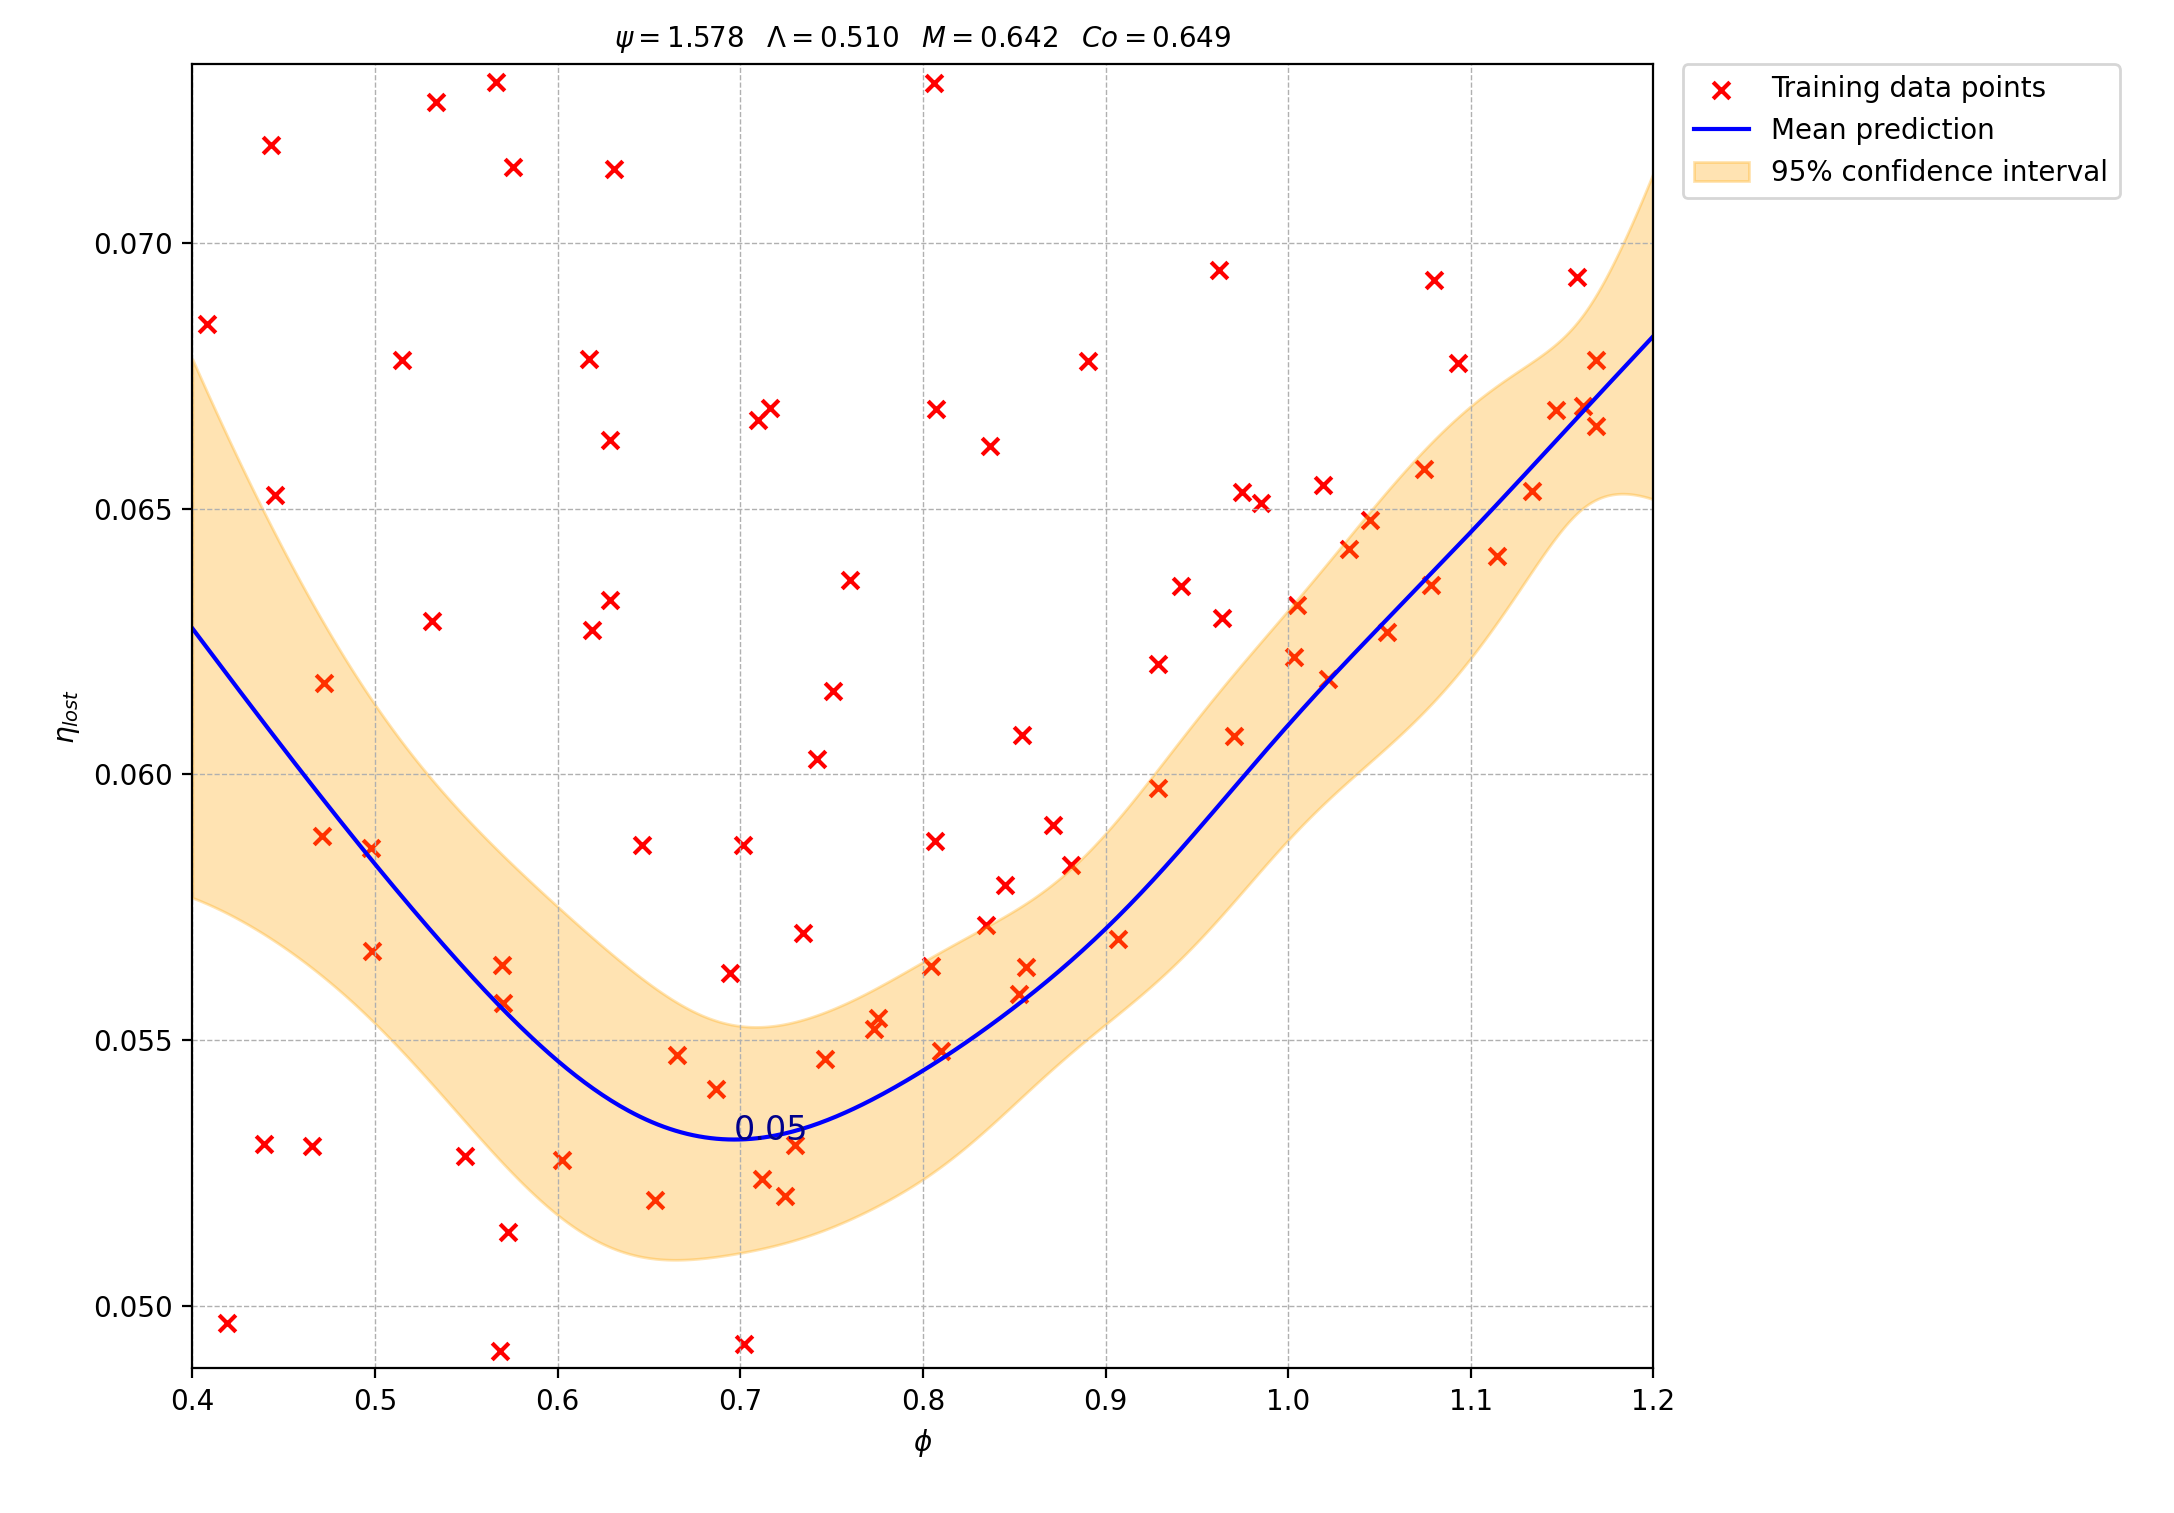 ψ = 1.578 Λ = 0.510 M = 0.642 Co = 0.649
Training data points
Mean prediction
95% confidence interval
0.070
0.065
0.060
0.055
0.050
η_lost
0.05
0.4 0.5 0.6 0.7 0.8 0.9 1.0 1.1 1.2
ϕ